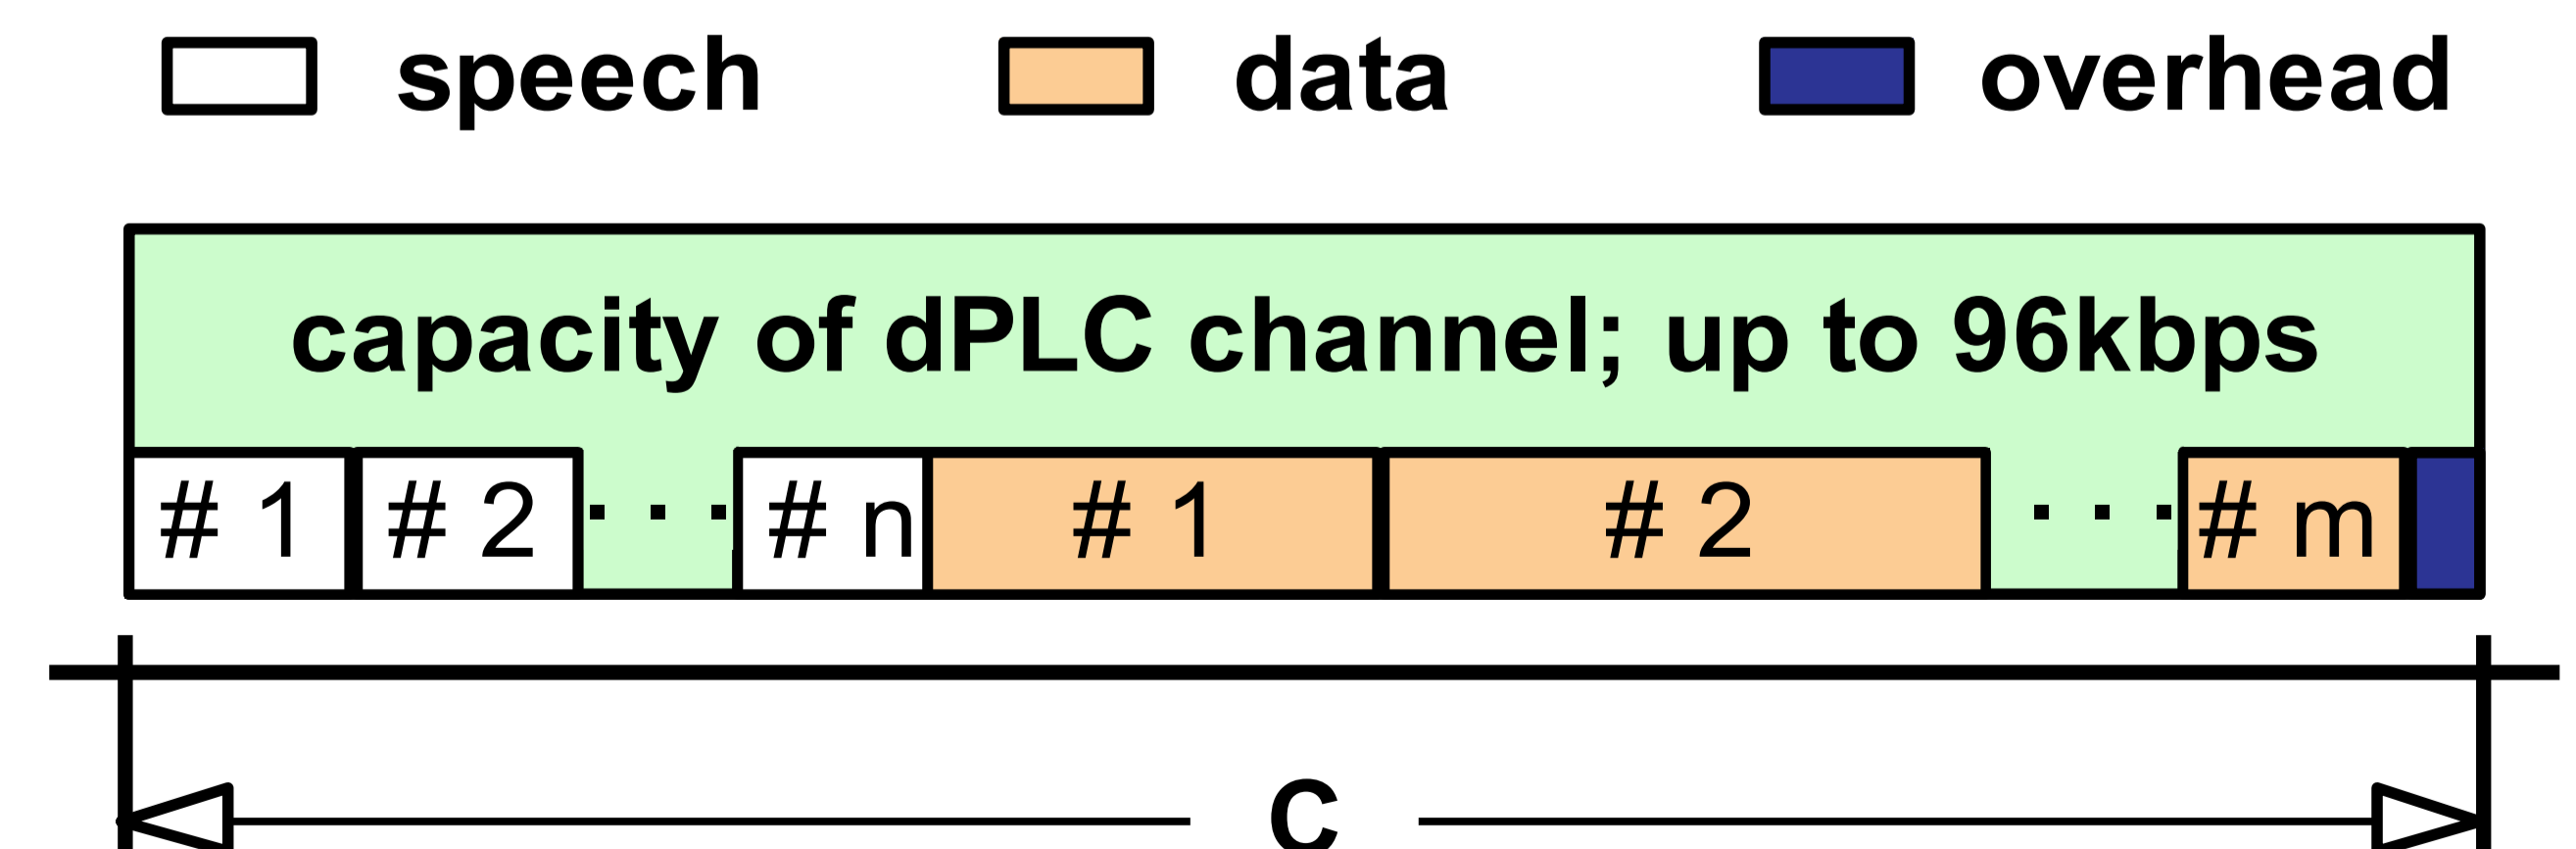 speech data overhead
capacity of dPLC channel; up to 96kbps
# 1 # 2 . . . # n # 1 # 2 . . . # m
C